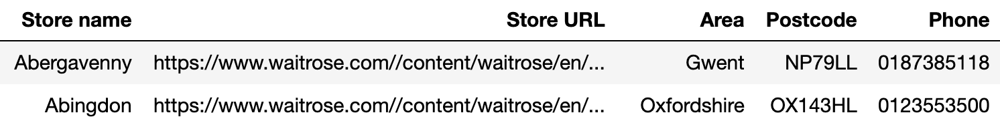 Store name Store URL Area Postcode Phone
Abergavenny https://www.waitrose.com//content/waitrose/en/... Gwent NP79LL 0187385118
Abingdon https://www.waitrose.com//content/waitrose/en/... Oxfordshire OX143HL 0123553500